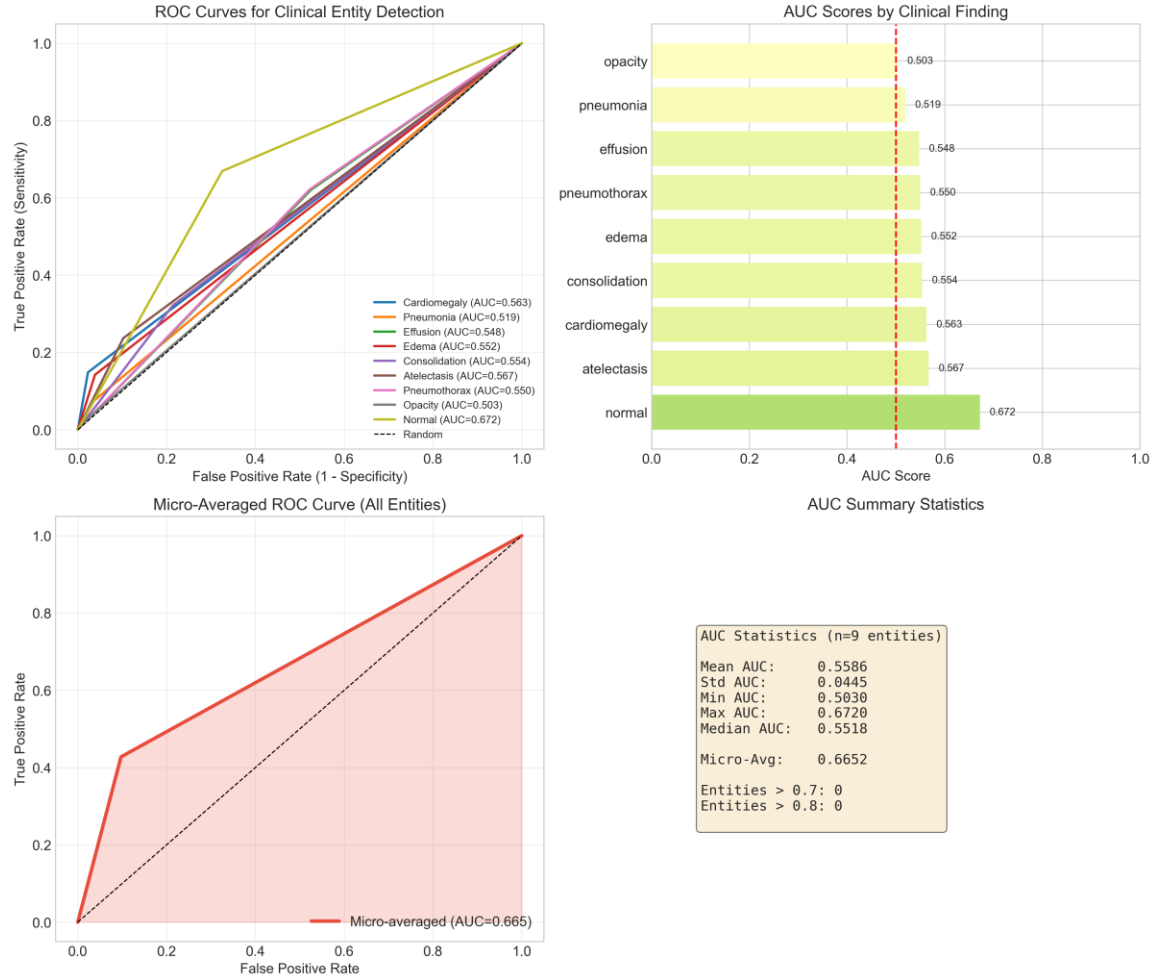 ROC Curves for Clinical Entity Detection
True Positive Rate (Sensitivity)
1.0
0.8
0.6
0.4
0.2
0.0
Cardiomegaly (AUC=0.563)
Pneumonia (AUC=0.519)
Effusion (AUC=0.548)
Edema (AUC=0.552)
Consolidation (AUC=0.554)
Atelectasis (AUC=0.567)
Pneumothorax (AUC=0.550)
Opacity (AUC=0.503)
Normal (AUC=0.672)
Random
0.0 0.2 0.4 0.6 0.8 1.0
False Positive Rate (1 - Specificity)
AUC Scores by Clinical Finding
opacity 0.503
pneumonia 0.519
effusion 0.548
pneumothorax 0.550
edema 0.552
consolidation 0.554
cardiomegaly 0.563
atelectasis 0.567
normal 0.672
0.0 0.2 0.4 0.6 0.8 1.0
AUC Score
Micro-Averaged ROC Curve (All Entities)
True Positive Rate
1.0
0.8
0.6
0.4
0.2
0.0
Micro-averaged (AUC=0.665)
0.0 0.2 0.4 0.6 0.8 1.0
False Positive Rate
AUC Summary Statistics
AUC Statistics (n=9 entities)
Mean AUC: 0.5586
Std AUC: 0.0445
Min AUC: 0.5030
Max AUC: 0.6720
Median AUC: 0.5518
Micro-Avg: 0.6652
Entities > 0.7: 0
Entities > 0.8: 0